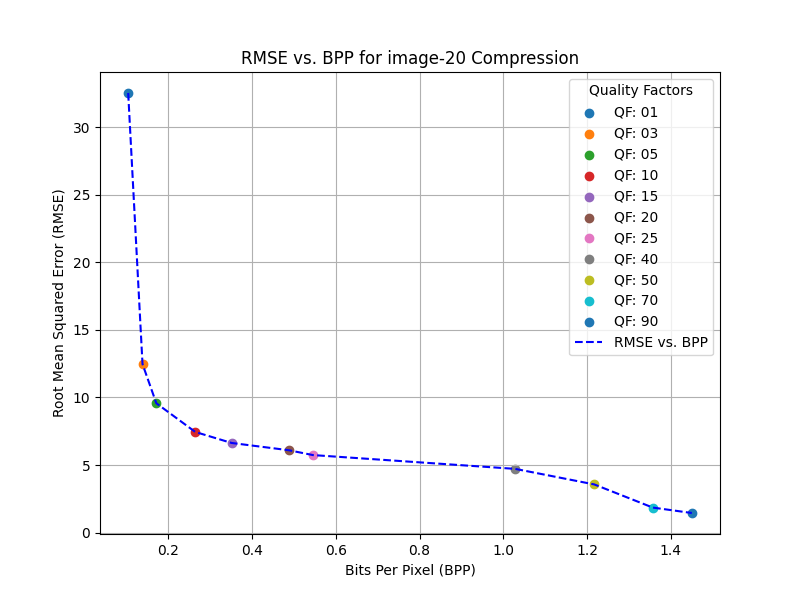 RMSE vs. BPP for image-20 Compression
Root Mean Squared Error (RMSE)
30
25
20
15
10
5
0
0.2
0.4
0.6
0.8
1.0
1.2
1.4
Bits Per Pixel (BPP)
Quality Factors
QF: 01
QF: 03
QF: 05
QF: 10
QF: 15
QF: 20
QF: 25
QF: 40
QF: 50
QF: 70
QF: 90
RMSE vs. BPP